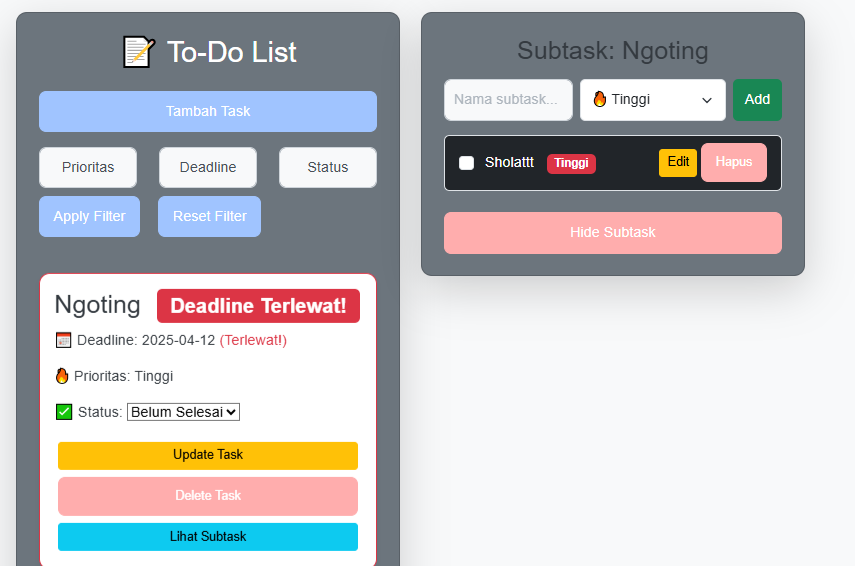 📝 To-Do List
Tambah Task
Prioritas Deadline Status
Apply Filter Reset Filter
Ngoting Deadline Terlewat!
📅 Deadline: 2025-04-12 (Terlewat!)
🔥 Prioritas: Tinggi
✅ Status: Belum Selesai
Update Task
Delete Task
Lihat Subtask
Subtask: Ngoting
Nama subtask... 🔥 Tinggi Add
Sholattt Tinggi Edit Hapus
Hide Subtask